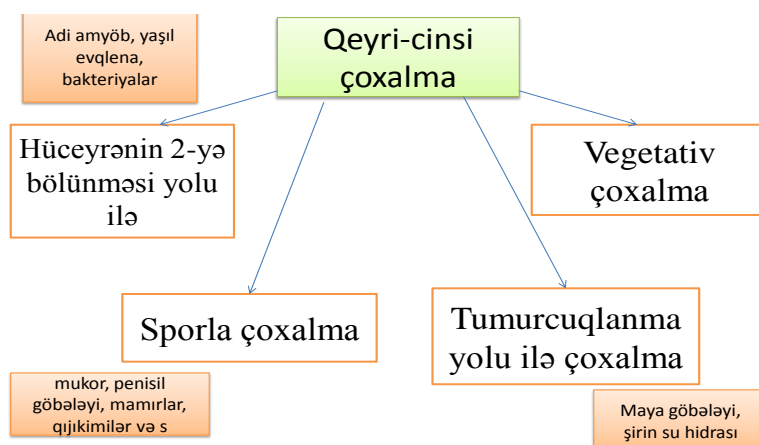 Adi amyöb, yaşıl
evqlena,
bakteriyalar
Qeyri-cinsi
çoxalma
Hüceyrənin 2-yə
bölünməsi yolu
ilə
Vegetativ
çoxalma
Sporla çoxalma
Tumurcuqlanma
yolu ilə çoxalma
mukor, penisil
göbələyi, mamırlar,
qıjıkimilər və s
Maya göbələyi,
şirin su hidrası